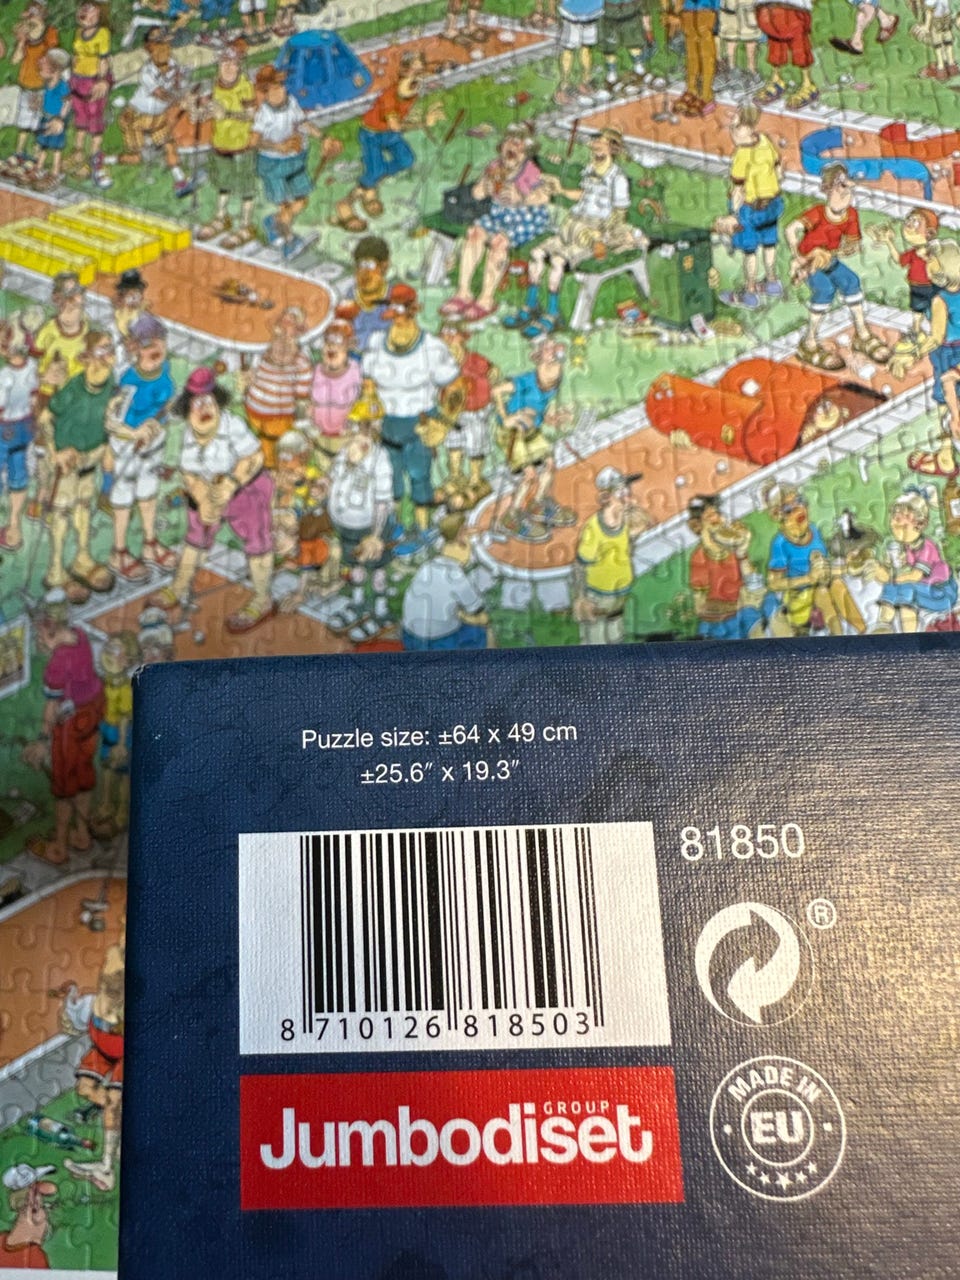 Puzzle size: ±64 x 49 cm
±25.6″ x 19.3″
81850
®
8 710126 818503
GROUP
Jumbodiset
MADE IN
EU